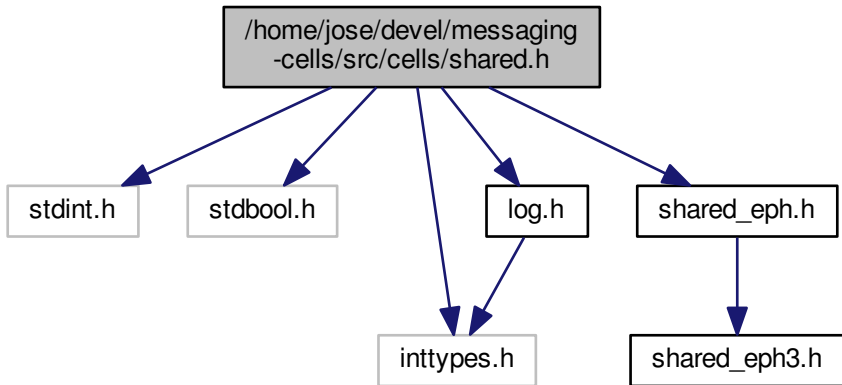 /home/jose/devel/messaging
-cells/src/cells/shared.h
stdint.h
stdbool.h
log.h
shared_eph.h
inttypes.h
shared_eph3.h